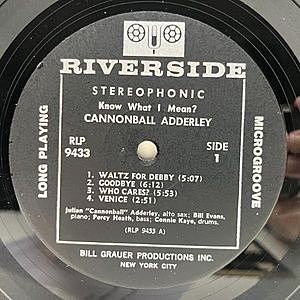 RIVERSIDE
STEREOPHONIC
Know What I Mean?
CANNONBALL ADDERLEY
LONG PLAYING
MICROGROOVE
RLP
9433
SIDE
1
1. WALTZ FOR DEBBY (5:07)
2. GOODBYE (6:12)
3. WHO CARES? (5:53)
4. VENICE (2:51)
Julian "Cannonball" Adderley, alto sax; Bill Evans,
piano; Percy Heath, bass; Connie Kaye, drums.
(RLP 9433 A)
BILL GRAUER PRODUCTIONS INC.
NEW YORK CITY